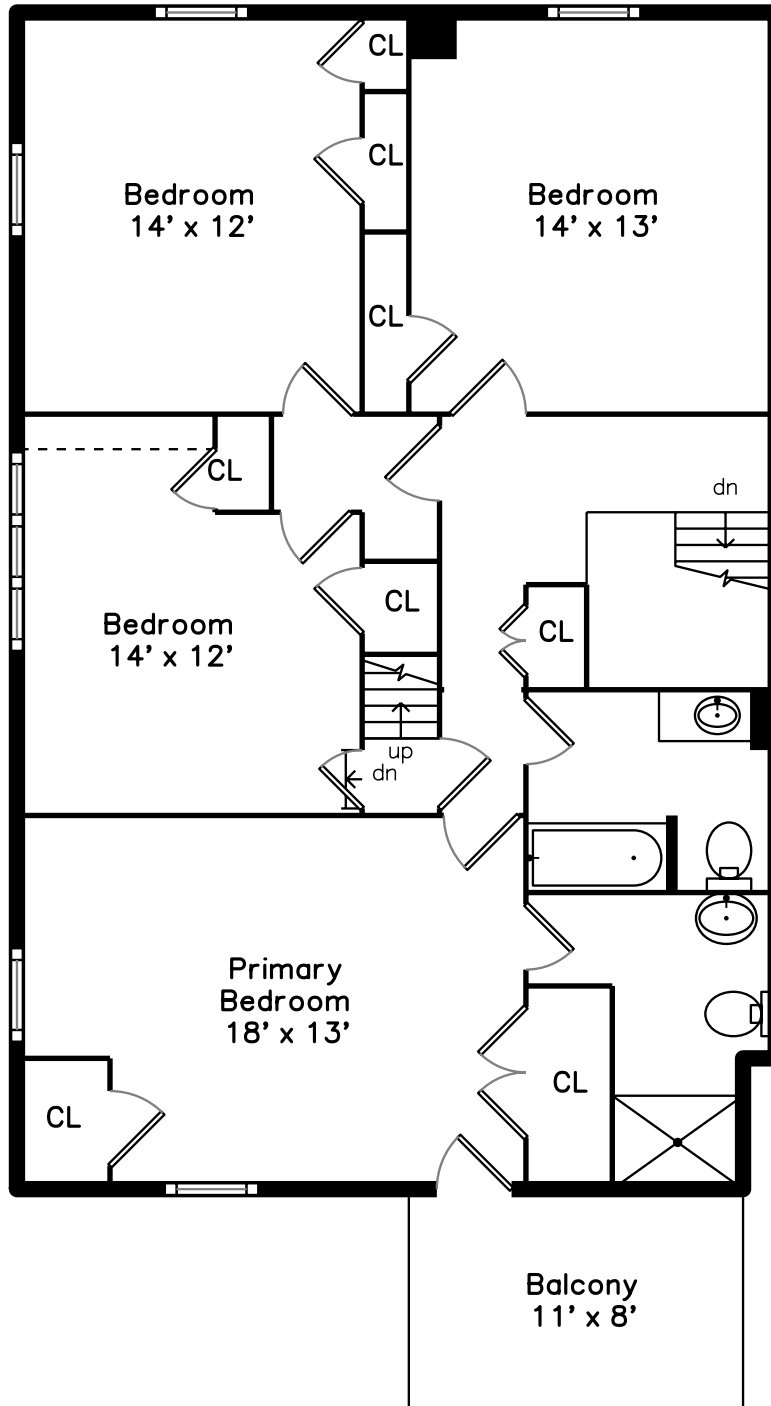 CL
CL
Bedroom
14' x 12'
Bedroom
14' x 13'
CL
CL
dn
CL
CL
Bedroom
14' x 12'
up
dn
Primary
Bedroom
18' x 13'
CL
CL
Balcony
11' x 8'